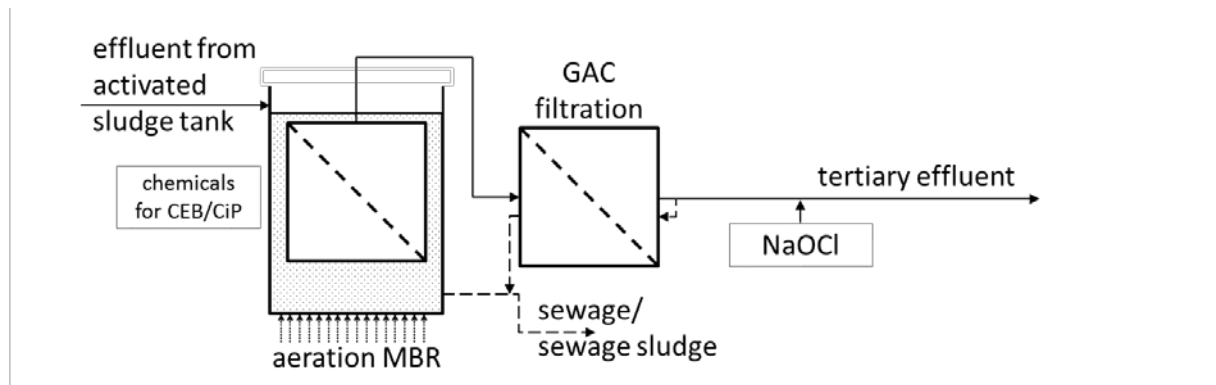 effluent from
activated
sludge tank
chemicals
for CEB/CiP
aeration MBR
GAC
filtration
sewage/
sewage sludge
tertiary effluent
NaOCl